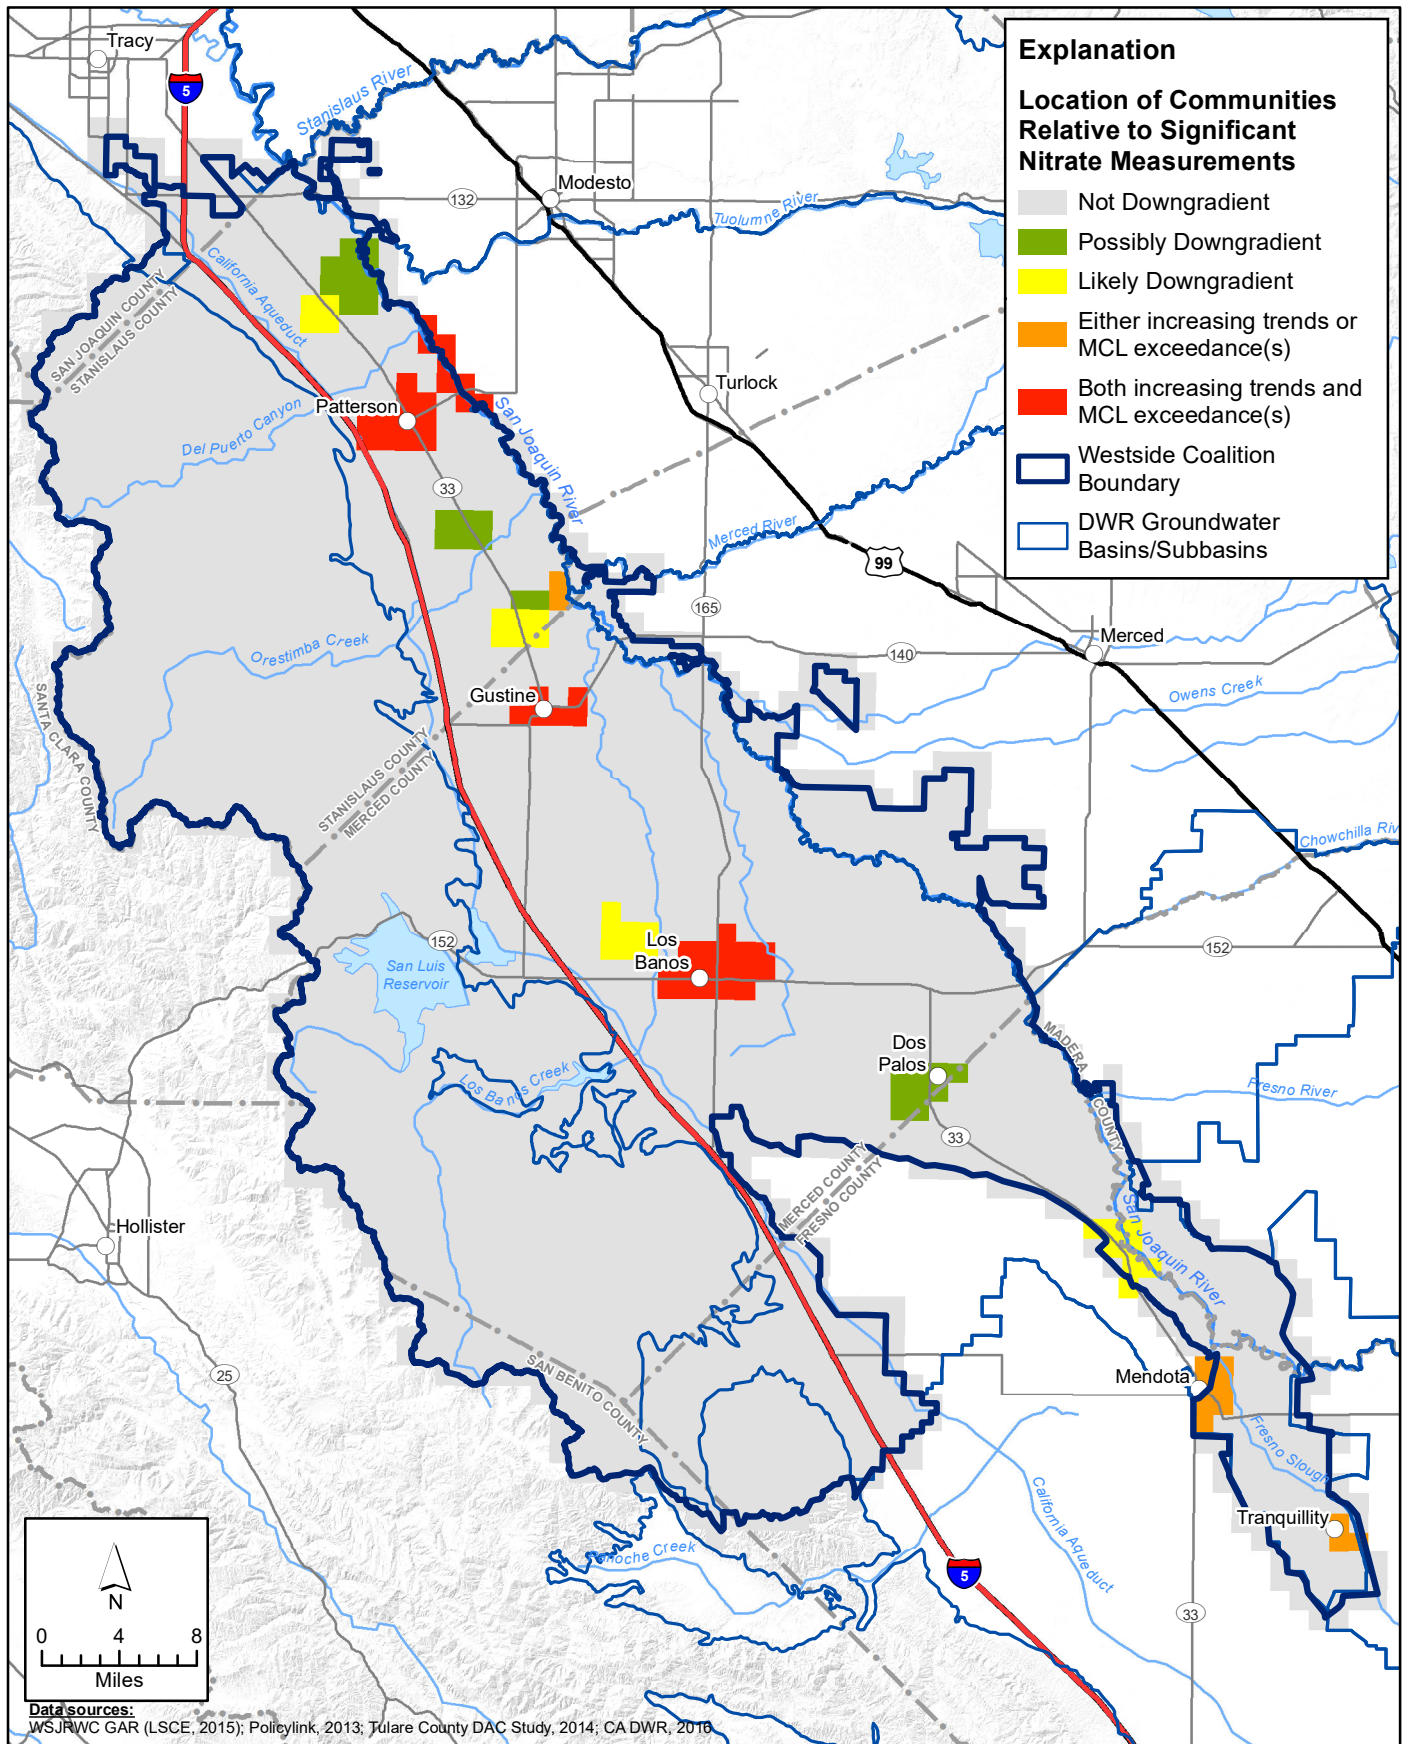 Explanation
Location of Communities
Relative to Significant
Nitrate Measurements
Not Downgradient
Possibly Downgradient
Likely Downgradient
Either increasing trends or
MCL exceedance(s)
Both increasing trends and
MCL exceedance(s)
Westside Coalition
Boundary
DWR Groundwater
Basins/Subbasins
Tracy
5
Stanislaus River
132
Modesto
Tuolumne River
California Aqueduct
SAN JOAQUIN COUNTY
STANISLAUS COUNTY
Turlock
Patterson
Del Puerto Canyon
San Joaquin River
33
Merced River
99
165
140
Merced
Orestimba Creek
Owens Creek
Gustine
SANTA CLARA COUNTY
STANISLAUS COUNTY
MERCED COUNTY
Chowchilla Riv
152
Los
Banos
152
San Luis
Reservoir
Dos
Palos
MADERA
COUNTY
Los Banos Creek
Fresno River
33
MERCED COUNTY
FRESNO COUNTY
San Joaquin River
Hollister
25
SAN BENITO COUNTY
Mendota
Fresno Slough
California Aqueduct
Tranquillity
Panoche Creek
5
33
N
0 4 8
Miles
Data sources:
WSJRWC GAR (LSCE, 2015); Policylink, 2013; Tulare County DAC Study, 2014; CA DWR, 2016